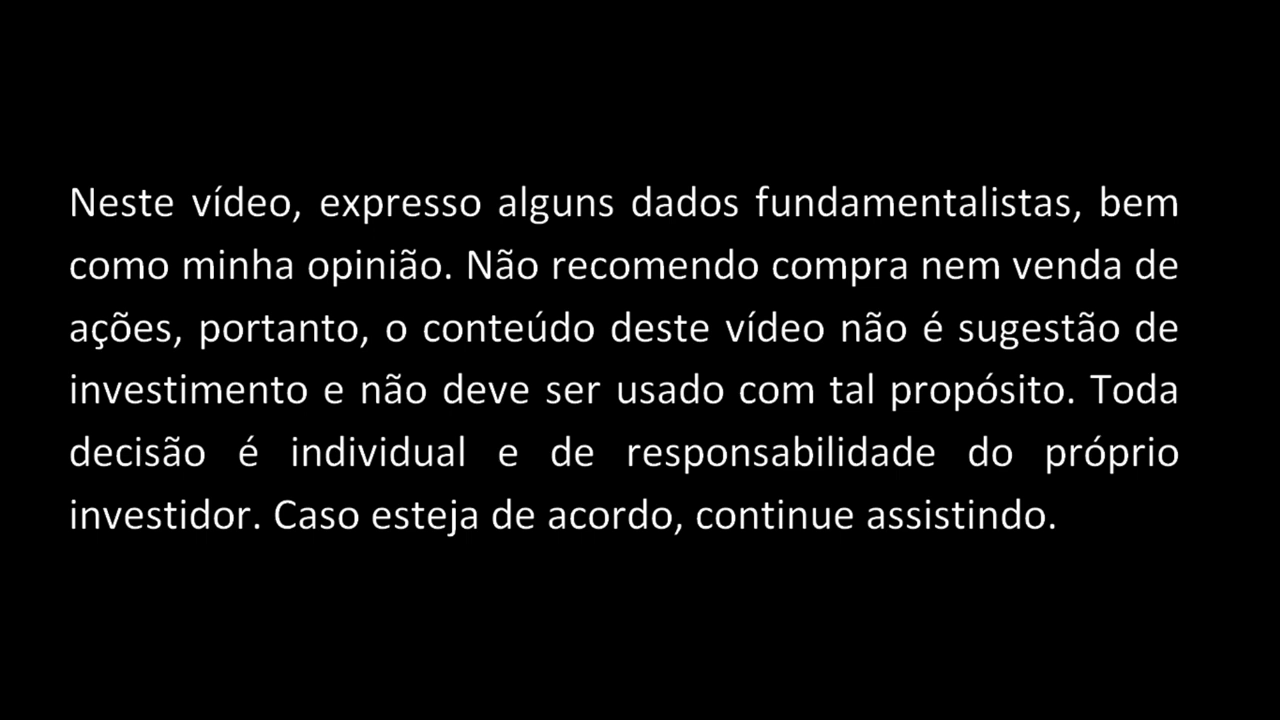 Neste vídeo, expresso alguns dados fundamentalistas, bem
como minha opinião. Não recomendo compra nem venda de
ações, portanto, o conteúdo deste vídeo não é sugestão de
investimento e não deve ser usado com tal propósito. Toda
decisão é individual e de responsabilidade do próprio
investidor. Caso esteja de acordo, continue assistindo.